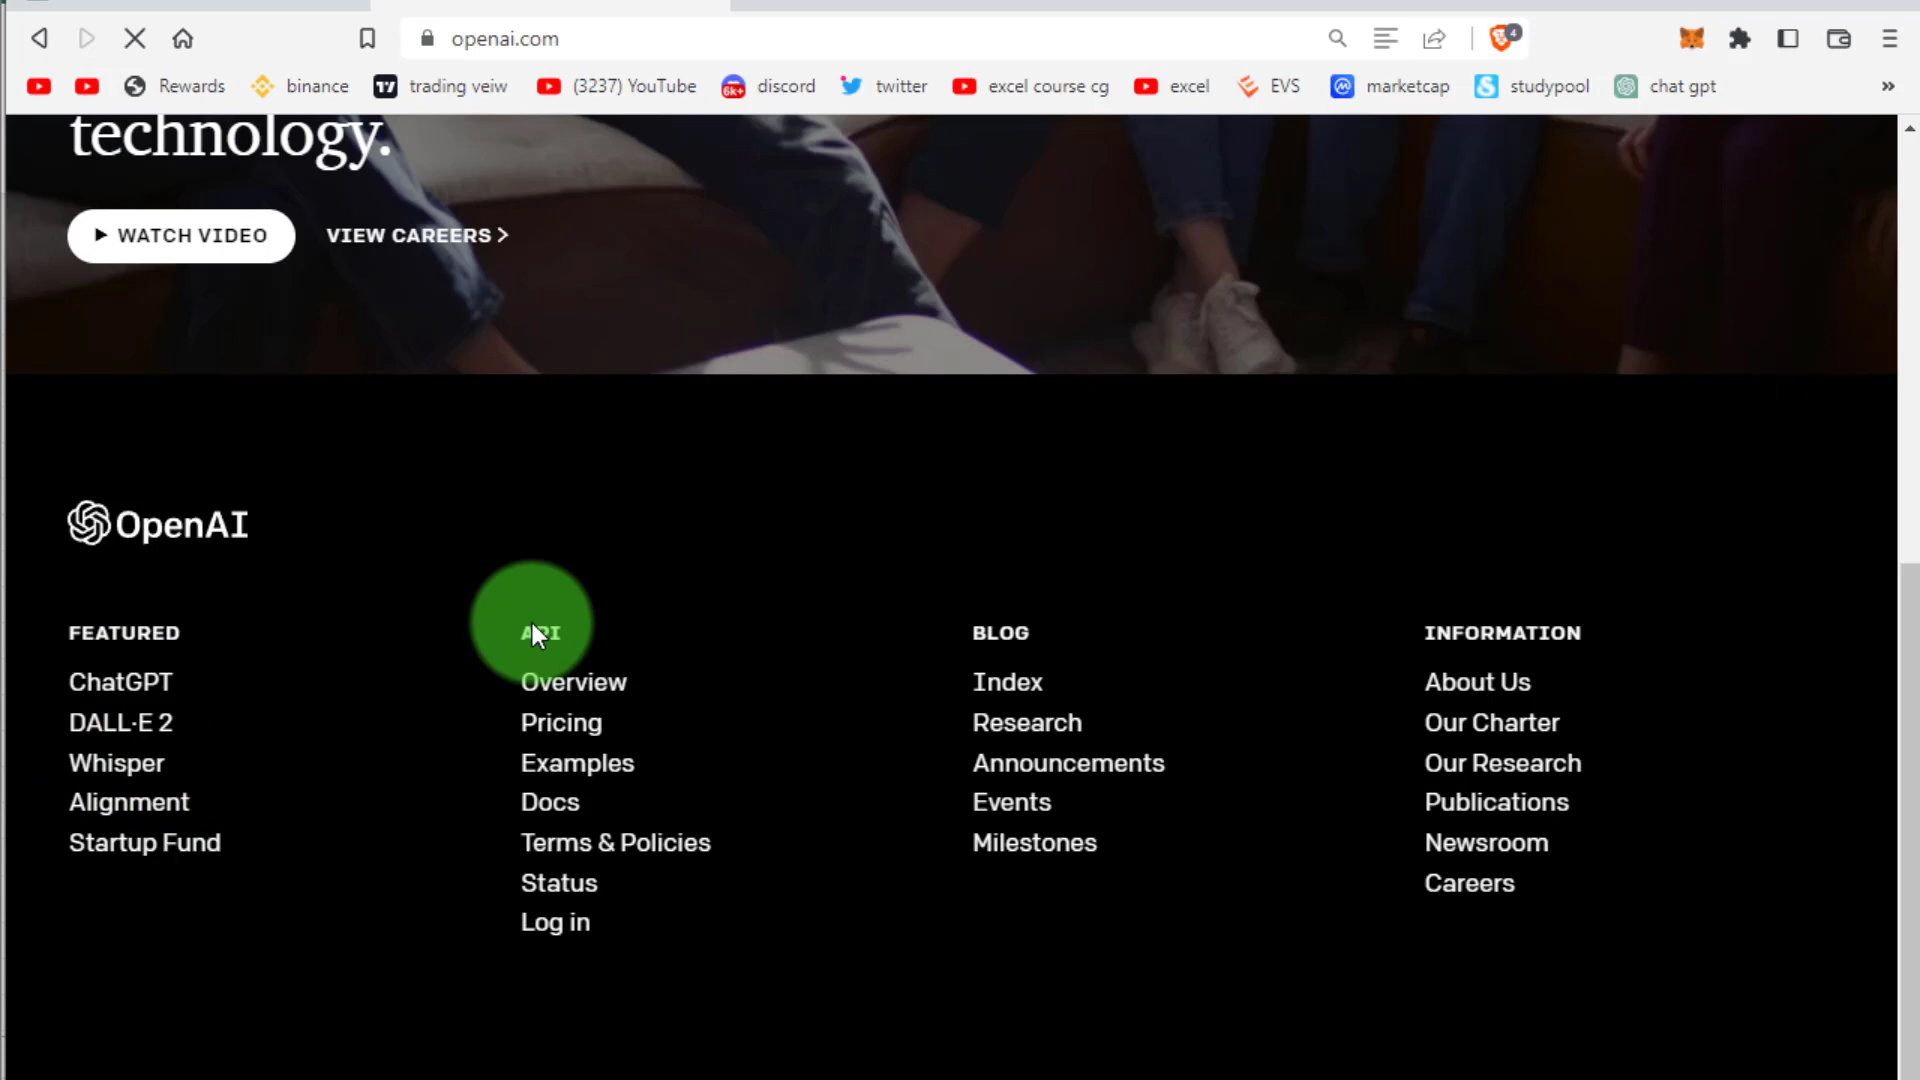 openai.com
4
Rewards
binance
trading veiw
(3237) YouTube
6k+
discord
twitter
excel course cg
excel
EVS
marketcap
studypool
chat gpt
»
technology.
WATCH VIDEO
VIEW CAREERS >
OpenAI
FEATURED
ChatGPT
DALL·E 2
Whisper
Alignment
Startup Fund
API
Overview
Pricing
Examples
Docs
Terms & Policies
Status
Log in
BLOG
Index
Research
Announcements
Events
Milestones
INFORMATION
About Us
Our Charter
Our Research
Publications
Newsroom
Careers